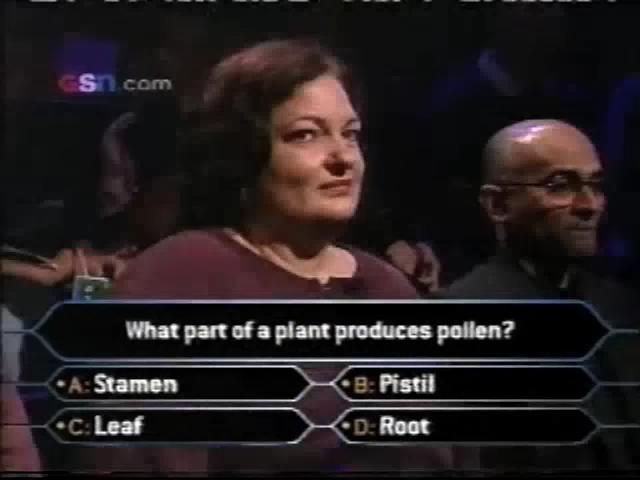 GSN.com
What part of a plant produces pollen?
A: Stamen
B: Pistil
C: Leaf
D: Root